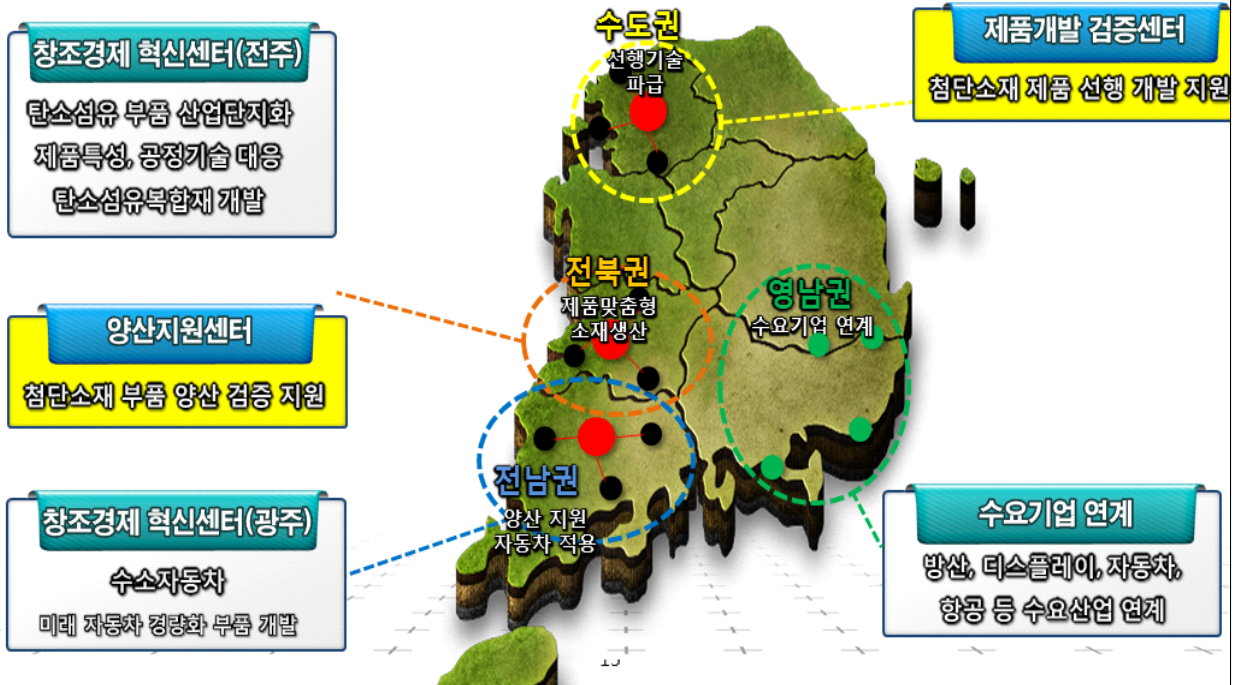 창조경제 혁신센터(전주)
탄소섬유 부품 산업단지화
제품특성, 공정기술 대응
탄소섬유복합재 개발
양산지원센터
첨단소재 부품 양산 검증 지원
창조경제 혁신센터(광주)
수소자동차
미래 자동차 경량화 부품 개발
수도권
선행기술
파급
전북권
제품맞춤형
소재생산
전남권
양산 지원
자동차 적용
영남권
수요기업 연계
제품개발 검증센터
첨단소재 제품 선행 개발 지원
수요기업 연계
방산, 디스플레이, 자동차,
항공 등 수요산업 연계